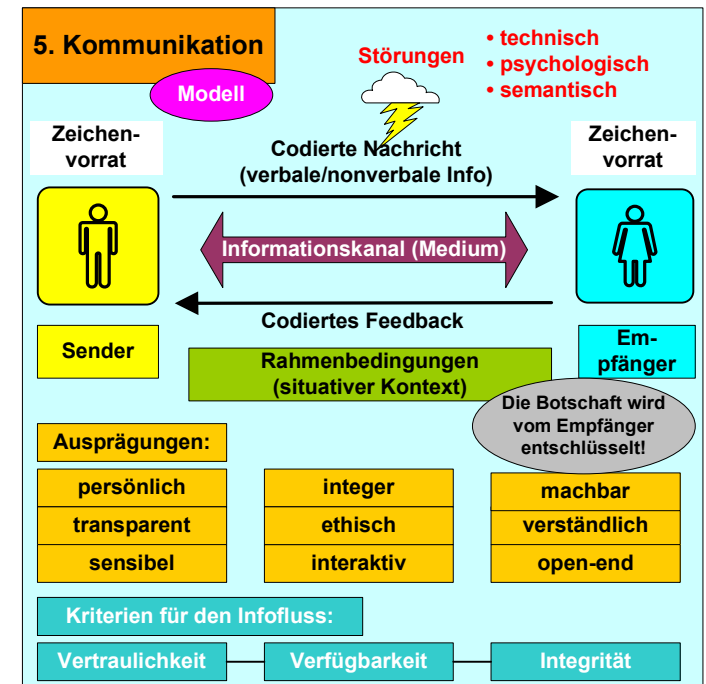 5. Kommunikation
Modell
Störungen
• technisch
• psychologisch
• semantisch
Zeichen-
vorrat
Codierte Nachricht
(verbale/nonverbale Info)
Zeichen-
vorrat
Informationskanal (Medium)
Codiertes Feedback
Sender
Rahmenbedingungen
(situativer Kontext)
Em-
pfänger
Die Botschaft wird
vom Empfänger
entschlüsselt!
Ausprägungen:
persönlich
integer
machbar
transparent
ethisch
verständlich
sensibel
interaktiv
open-end
Kriterien für den Infofluss:
Vertraulichkeit
Verfügbarkeit
Integrität